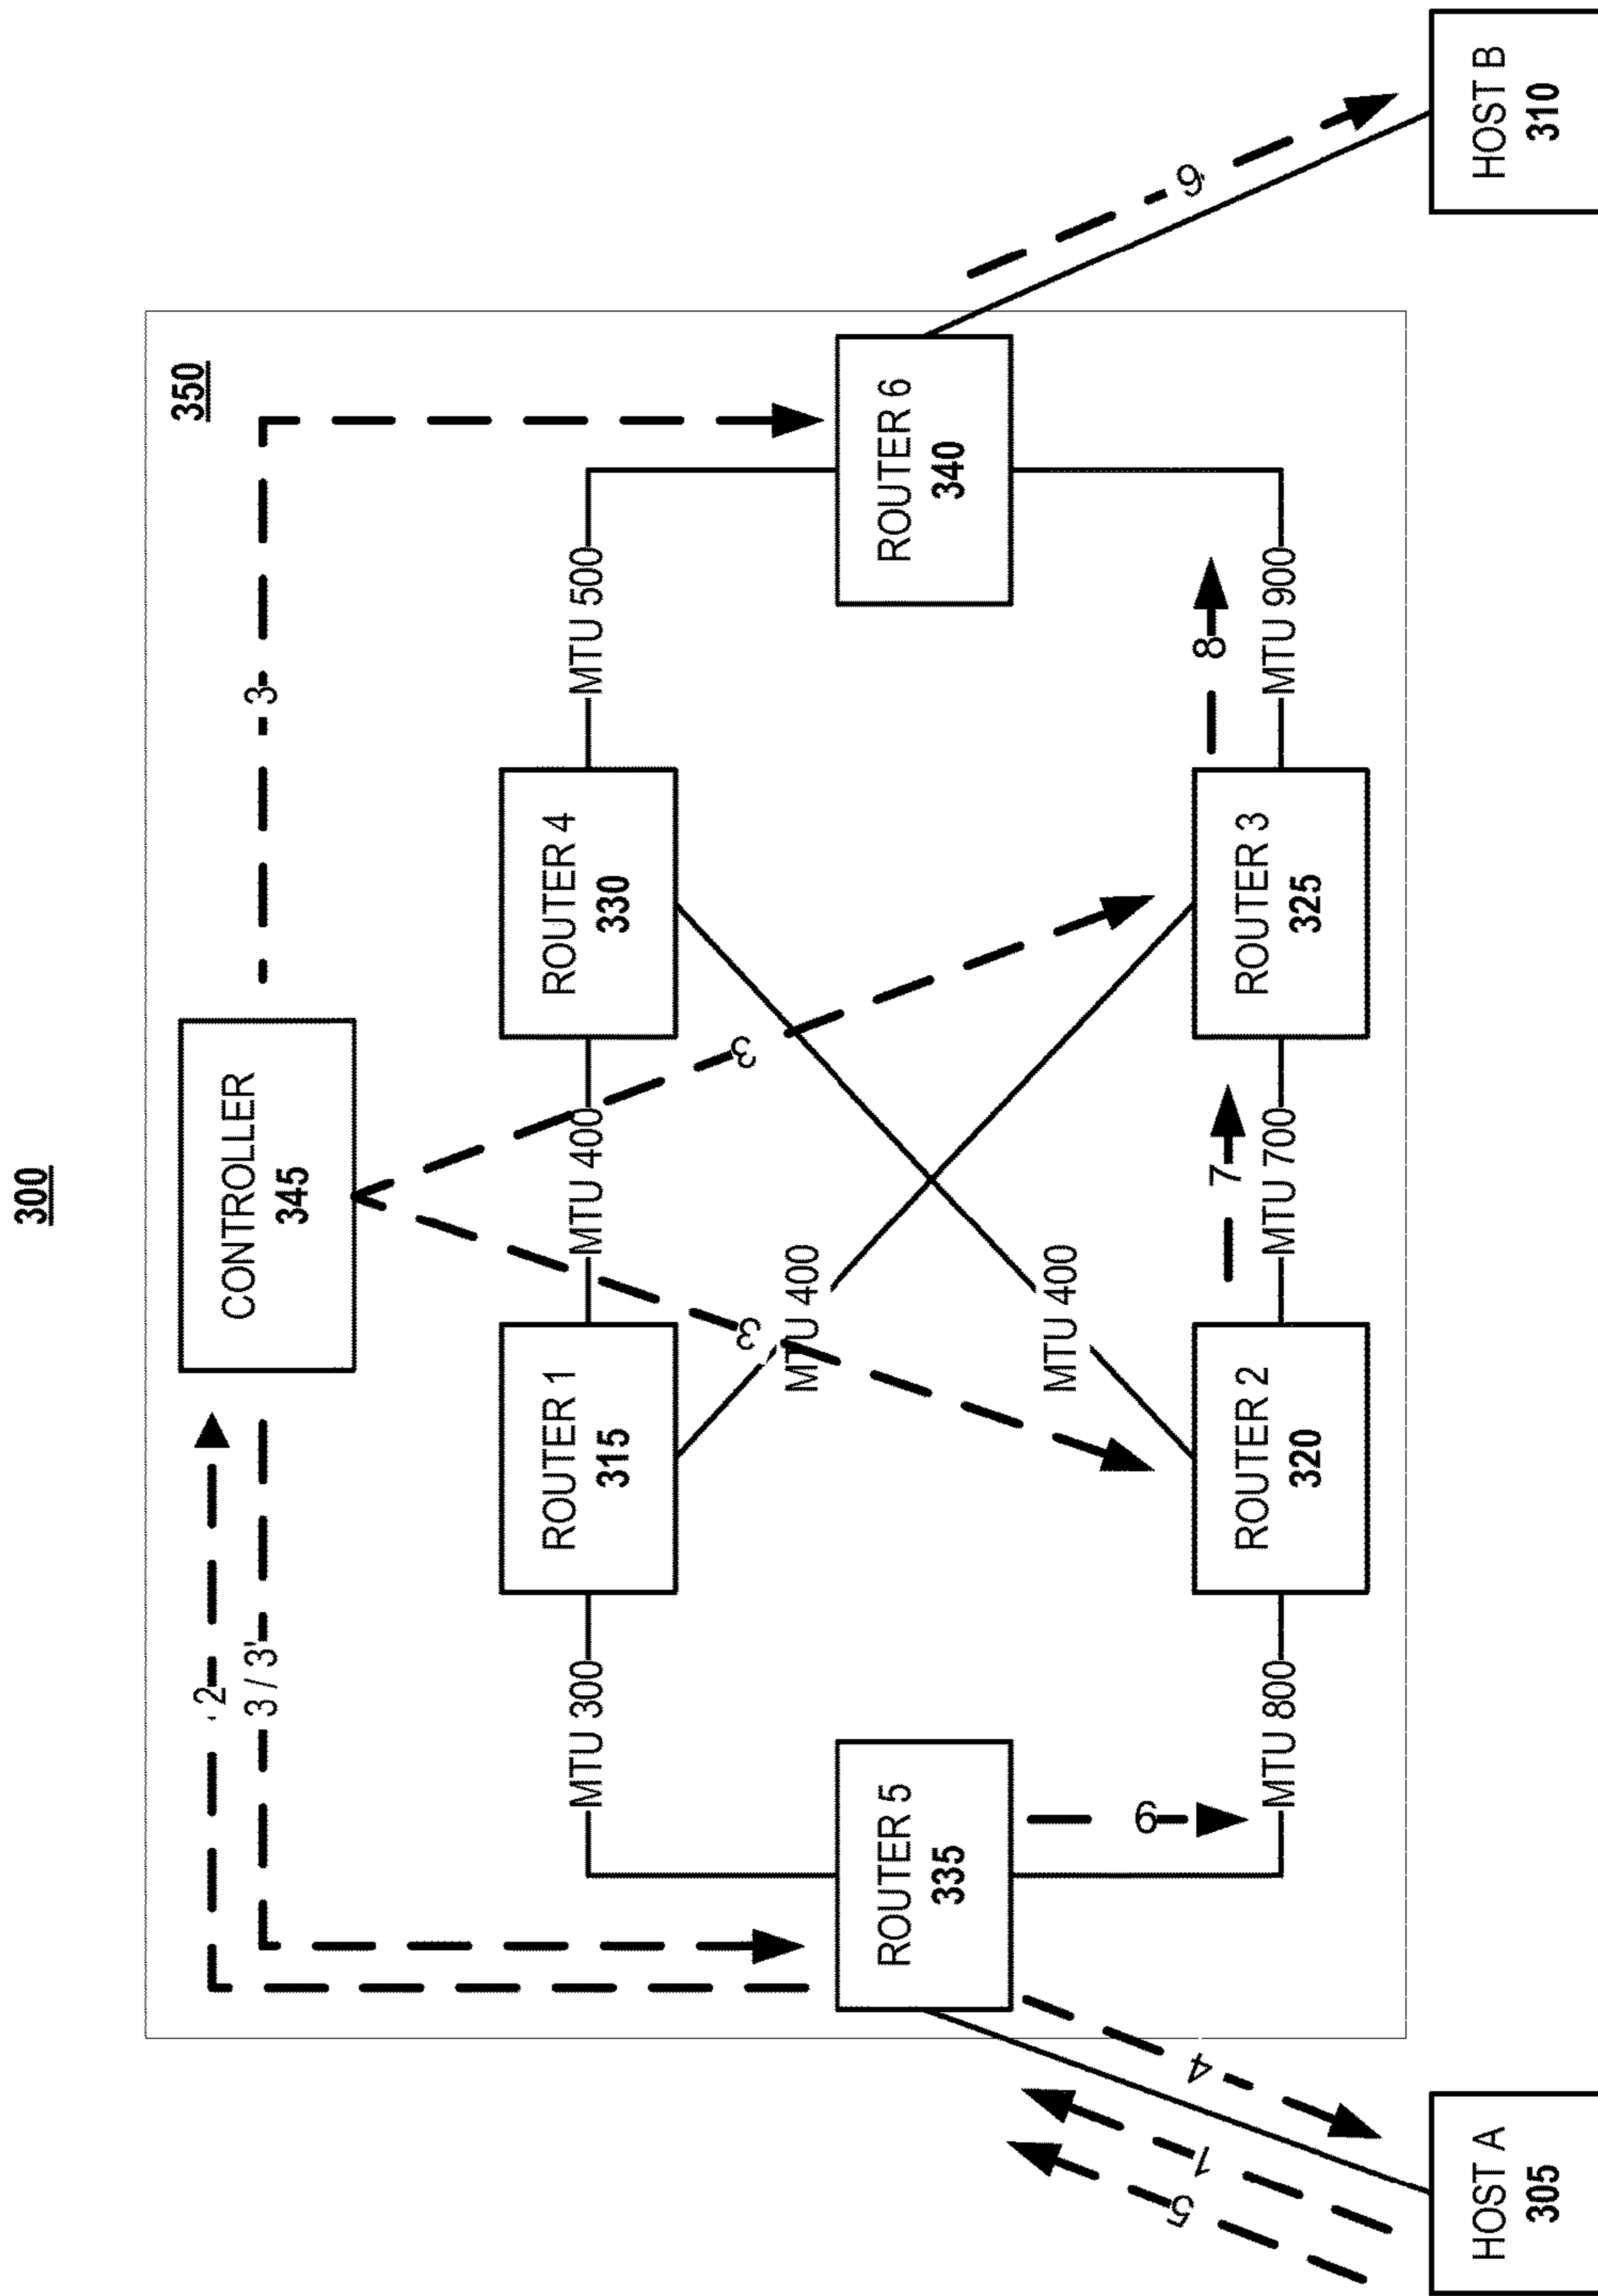 300
350
2
3 / 3'
3
CONTROLLER
345
MTU 300
ROUTER 1
315
MTU 400
ROUTER 4
330
MTU 500
3
3
MTU 400
ROUTER 5
335
ROUTER 6
340
MTU 400
6
7
8
MTU 800
ROUTER 2
320
MTU 700
ROUTER 3
325
MTU 900
5
1
4
9
HOST A
305
HOST B
310